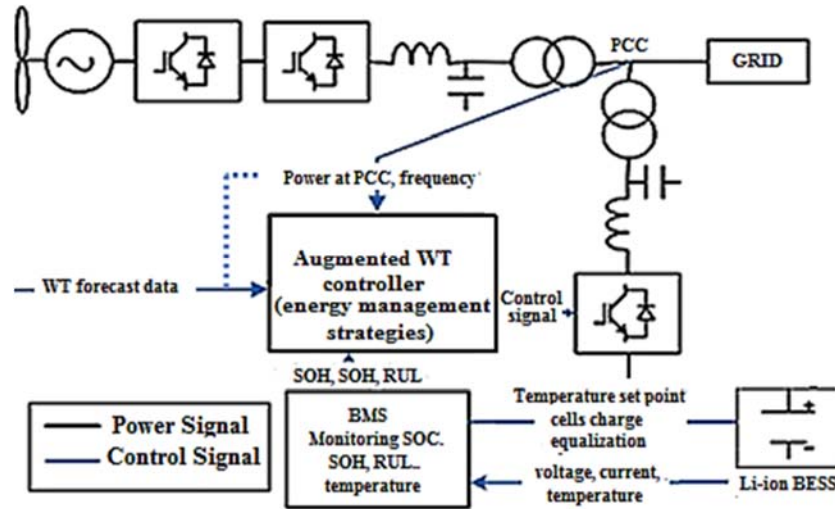 PCC
GRID
Power at PCC, frequency
Augmented WT
controller
(energy management
strategies)
WT forecast data
Control
signal
SOH, SOH, RUL
Power Signal
Control Signal
BMS
Monitoring SOC,
SOH, RUL,
temperature
Temperature set point
cells charge
equalization
voltage, current,
temperature
+
-
Li-ion BESS